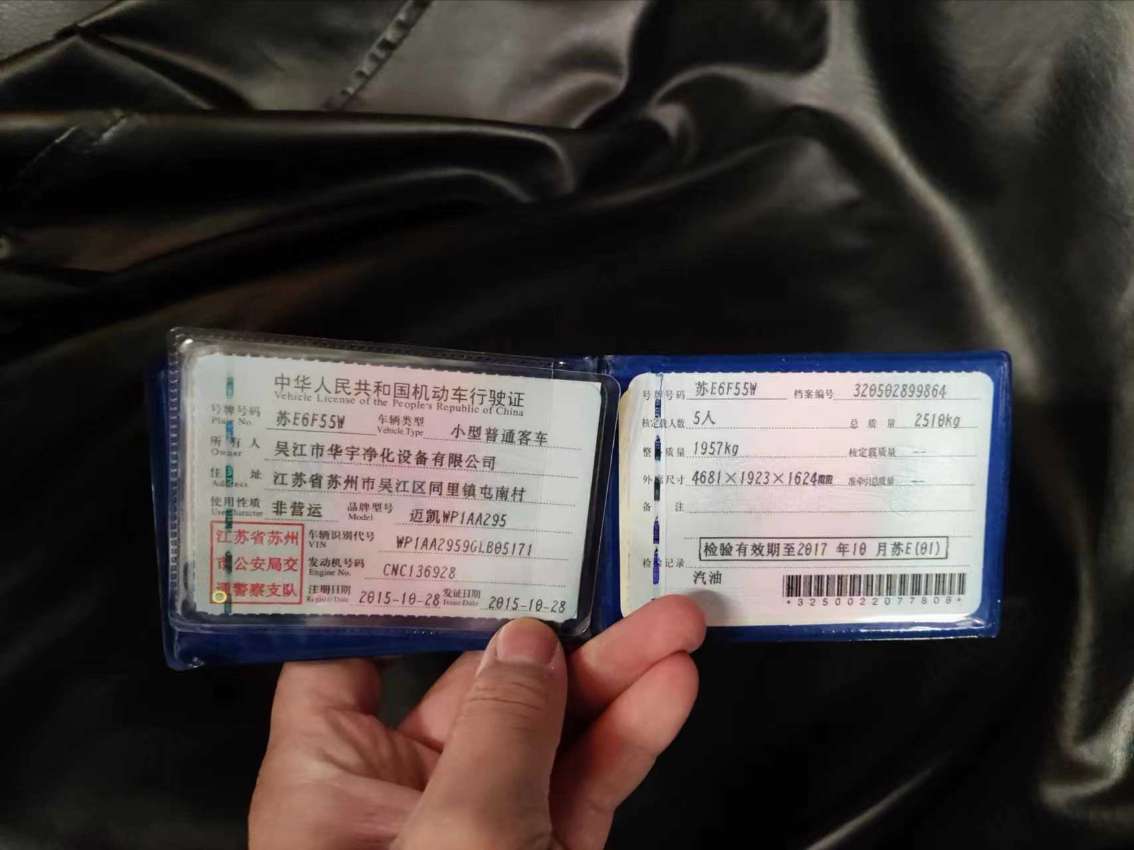 中华人民共和国机动车行驶证
Vehicle License of the People's Republic of China
号牌号码 苏E6F55W 车辆类型 小型普通客车
Plate No. Vehicle Type
所有人 吴江市华宇净化设备有限公司
Owner
住址 江苏省苏州市吴江区同里镇屯南村
Address
使用性质 非营运 品牌型号 迈凯WP1AA295
Use Character Model
江苏省苏州
市公安局交
通警察支队
车辆识别代号 WP1AA2959GLB05171
VIN
发动机号码 CNC136928
Engine No.
注册日期 2015-10-28 发证日期 2015-10-28
Register Date Issue Date
号牌号码 苏E6F55W 档案编号 320502899864
核定载人数 5人 总质量 2510kg
整备质量 1957kg 核定载质量 --
外廓尺寸 4681×1923×1624 准牵引总质量 --
备注
检验有效期至2017年10月苏E(01)
检验记录
汽油
*3250022077808*